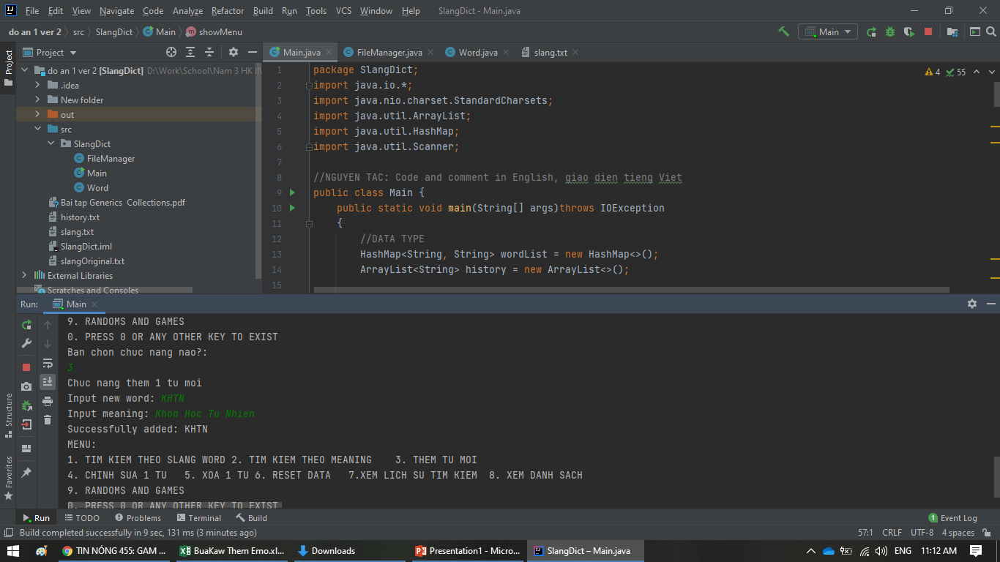 File Edit View Navigate Code Analyze Refactor Build Run Tools VCS Window Help SlangDict - Main.java
do an 1 ver 2 src SlangDict Main showMenu Main
Project
Project
Main.java FileManager.java Word.java slang.txt
do an 1 ver 2 [SlangDict] D:\Work\School\Nam 3 HK II\
.idea
New folder
out
src
SlangDict
FileManager
Main
Word
Bai tap Generics Collections.pdf
history.txt
slang.txt
SlangDict.iml
slangOriginal.txt
External Libraries
Scratches and Consoles
4 55
1 package SlangDict;
2 import java.io.*;
3 import java.nio.charset.StandardCharsets;
4 import java.util.ArrayList;
5 import java.util.HashMap;
6 import java.util.Scanner;
7
8 //NGUYEN TAC: Code and comment in English, giao dien tieng Viet
9 public class Main {
10 public static void main(String[] args)throws IOException
11 {
12 //DATA TYPE
13 HashMap<String, String> wordList = new HashMap<>();
14 ArrayList<String> history = new ArrayList<>();
15
Run: Main
9. RANDOMS AND GAMES
0. PRESS 0 OR ANY OTHER KEY TO EXIST
Ban chon chuc nang nao?:
3
Chuc nang them 1 tu moi
Input new word: KHTN
Input meaning: Khoa Hoc Tu Nhien
Successfully added: KHTN
MENU:
1. TIM KIEM THEO SLANG WORD 2. TIM KIEM THEO MEANING 3. THEM TU MOI
4. CHINH SUA 1 TU 5. XOA 1 TU 6. RESET DATA 7.XEM LICH SU TIM KIEM 8. XEM DANH SACH
9. RANDOMS AND GAMES
0. PRESS 0 OR ANY OTHER KEY TO EXIST
Structure
Favorites
Run TODO Problems Terminal Build 1 Event Log
Build completed successfully in 9 sec, 131 ms (3 minutes ago) 57:1 CRLF UTF-8 4 spaces
TIN NÓNG 455: GAM ... BuaKaw Them Emo.xl... Downloads Presentation1 - Micro... SlangDict – Main.java ENG 11:12 AM